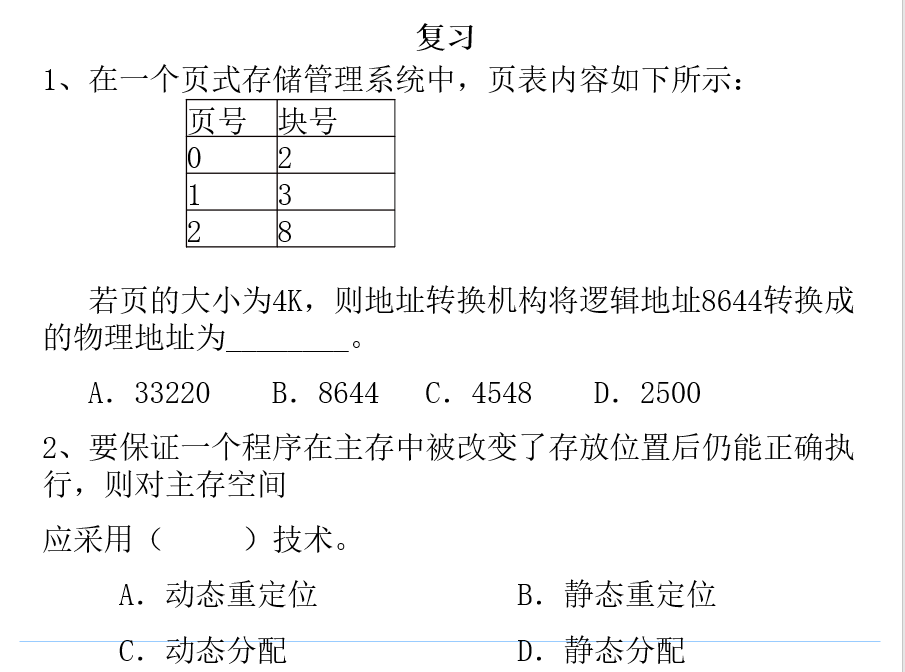 复习
1、在一个页式存储管理系统中，页表内容如下所示：
页号 块号
0 2
1 3
2 8
若页的大小为4K，则地址转换机构将逻辑地址8644转换成
的物理地址为________。
A. 33220 B. 8644 C. 4548 D. 2500
2、要保证一个程序在主存中被改变了存放位置后仍能正确执
行，则对主存空间
应采用（ ）技术。
A. 动态重定位 B. 静态重定位
C. 动态分配 D. 静态分配